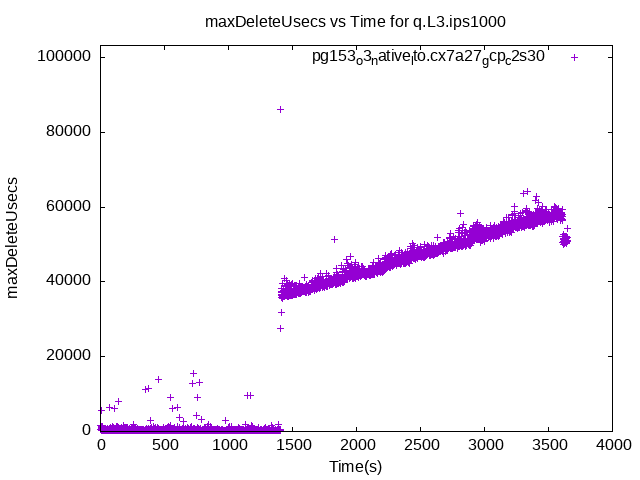 maxDeleteUsecs vs Time for q.L3.ips1000
pg153_o3_native_lto.cx7a27_gcp_c2s30
100000
80000
60000
40000
20000
0
maxDeleteUsecs
0 500 1000 1500 2000 2500 3000 3500 4000
Time(s)